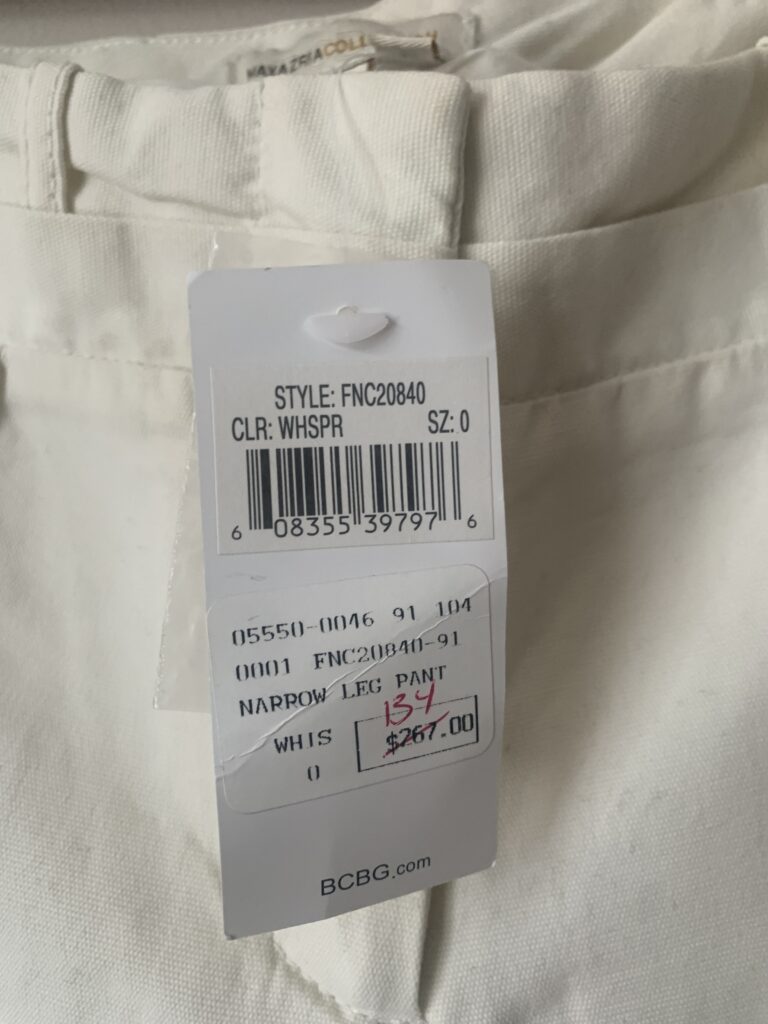 MAXAZRIACOLL
STYLE: FNC20840
CLR: WHSPR SZ: 0
6 08355 39797 6
05550-0046 91 104
0001 FNC20840-91
NARROW LEG PANT
134
WHIS $267.00
0
BCBG.com